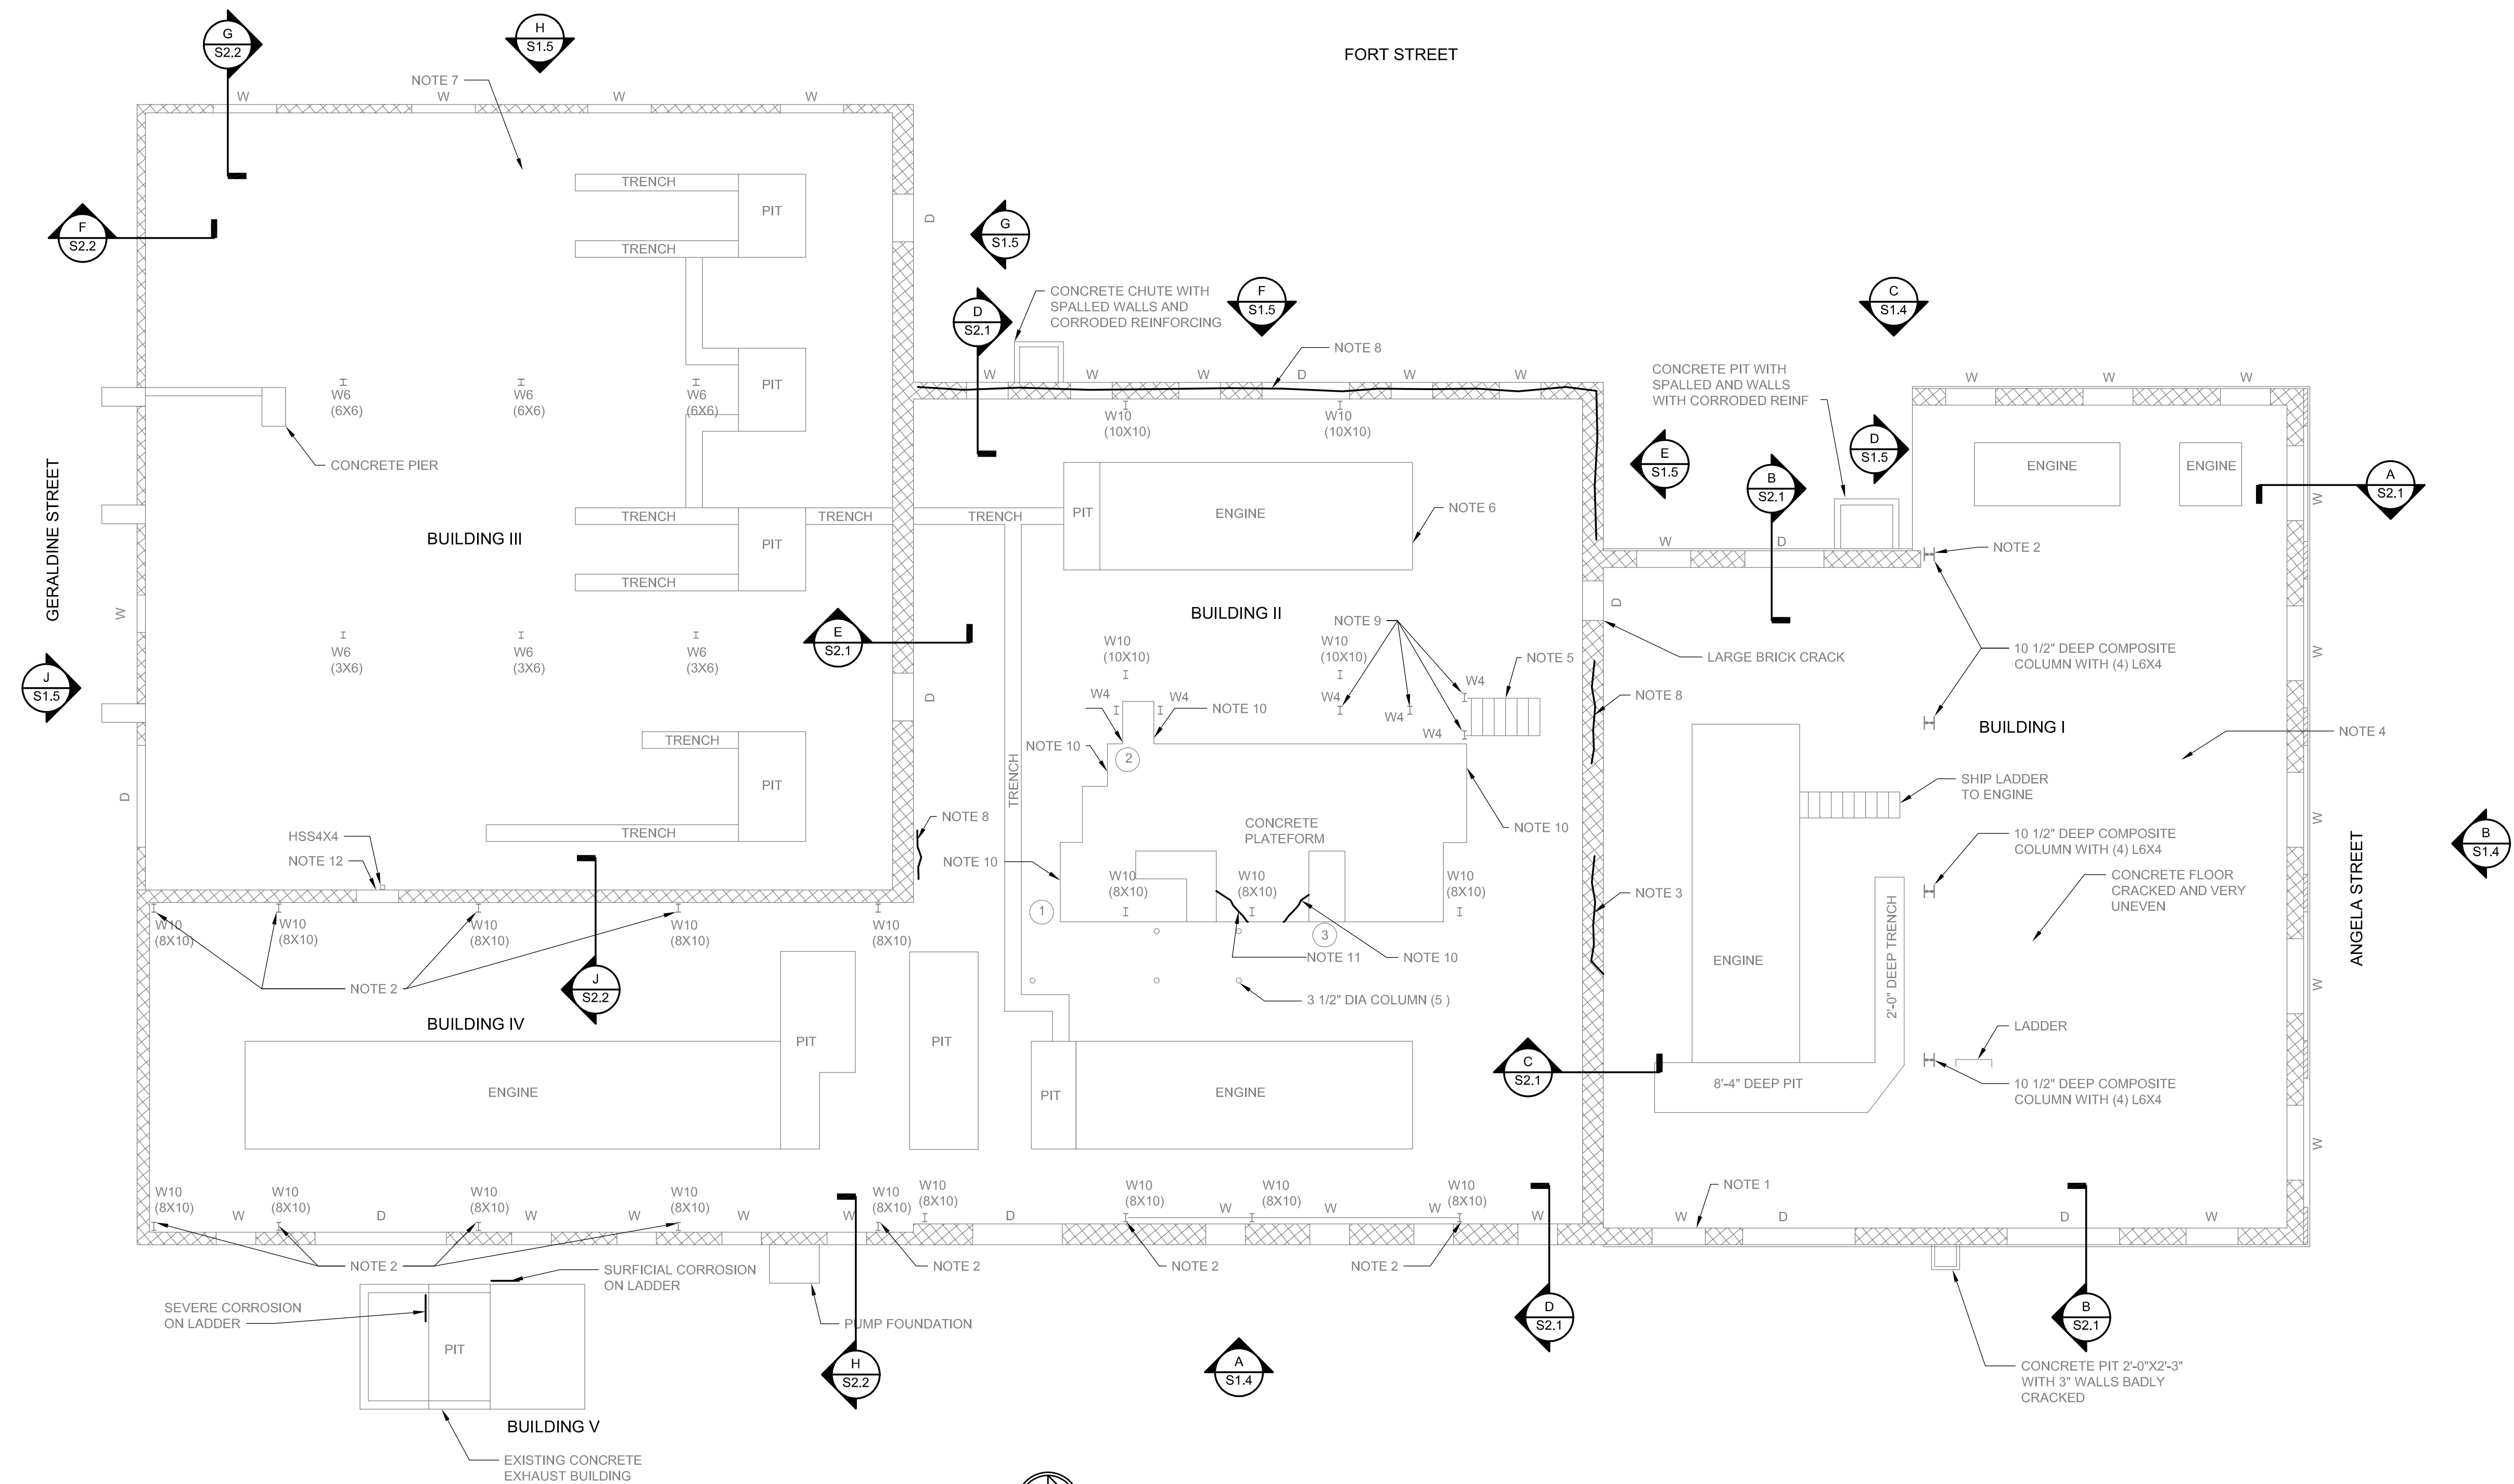 G
S2.2
H
S1.5
FORT STREET
NOTE 7
W
W
W
W
TRENCH
PIT
F
S2.2
D
G
S1.5
TRENCH
CONCRETE CHUTE WITH
SPALLED WALLS AND
CORRODED REINFORCING
F
S1.5
C
S1.4
D
S2.1
NOTE 8
CONCRETE PIT WITH
SPALLED AND WALLS
WITH CORRODED REINF
W
W
W
D
W
W
W
W
W
PIT
W6
(6X6)
W6
(6X6)
W6
(6X6)
W10
(10X10)
W10
(10X10)
D
S1.5
E
S1.5
B
S2.1
A
S2.1
CONCRETE PIER
ENGINE
ENGINE
W
GERALDINE STREET
TRENCH
TRENCH
TRENCH
PIT
ENGINE
NOTE 6
BUILDING III
PIT
W
D
NOTE 2
TRENCH
W
BUILDING II
D
NOTE 9
E
S2.1
W6
(3X6)
W6
(3X6)
W6
(3X6)
W10
(10X10)
W10
(10X10)
NOTE 5
LARGE BRICK CRACK
10 1/2" DEEP COMPOSITE
COLUMN WITH (4) L6X4
W
J
S1.5
D
W4
W4
W4
W4
W4
W4
NOTE 10
NOTE 8
BUILDING I
NOTE 4
TRENCH
NOTE 10
2
PIT
TRENCH
SHIP LADDER
TO ENGINE
D
HSS4X4
TRENCH
NOTE 8
CONCRETE
PLATEFORM
NOTE 10
10 1/2" DEEP COMPOSITE
COLUMN WITH (4) L6X4
W
B
S1.4
NOTE 12
NOTE 10
W10
(8X10)
W10
(8X10)
W10
(8X10)
NOTE 3
CONCRETE FLOOR
CRACKED AND VERY
UNEVEN
ANGELA STREET
1
3
W10
(8X10)
W10
(8X10)
W10
(8X10)
W10
(8X10)
W10
(8X10)
NOTE 11
NOTE 10
ENGINE
2'-0" DEEP TRENCH
NOTE 2
J
S2.2
3 1/2" DIA COLUMN (5 )
W
BUILDING IV
LADDER
PIT
PIT
C
S2.1
8'-4" DEEP PIT
10 1/2" DEEP COMPOSITE
COLUMN WITH (4) L6X4
ENGINE
PIT
ENGINE
W
W10
(8X10)
W10
(8X10)
W10
(8X10)
W10
(8X10)
W10
(8X10)
W10
(8X10)
W10
(8X10)
W10
(8X10)
W10
(8X10)
NOTE 1
W
D
W
W
W
W
D
W
W
W
W
W
D
D
W
NOTE 2
NOTE 2
NOTE 2
NOTE 2
SURFICIAL CORROSION
ON LADDER
SEVERE CORROSION
ON LADDER
PIT
PUMP FOUNDATION
D
S2.1
B
S2.1
H
S2.2
A
S1.4
CONCRETE PIT 2'-0"X2'-3"
WITH 3" WALLS BADLY
CRACKED
BUILDING V
EXISTING CONCRETE
EXHAUST BUILDING